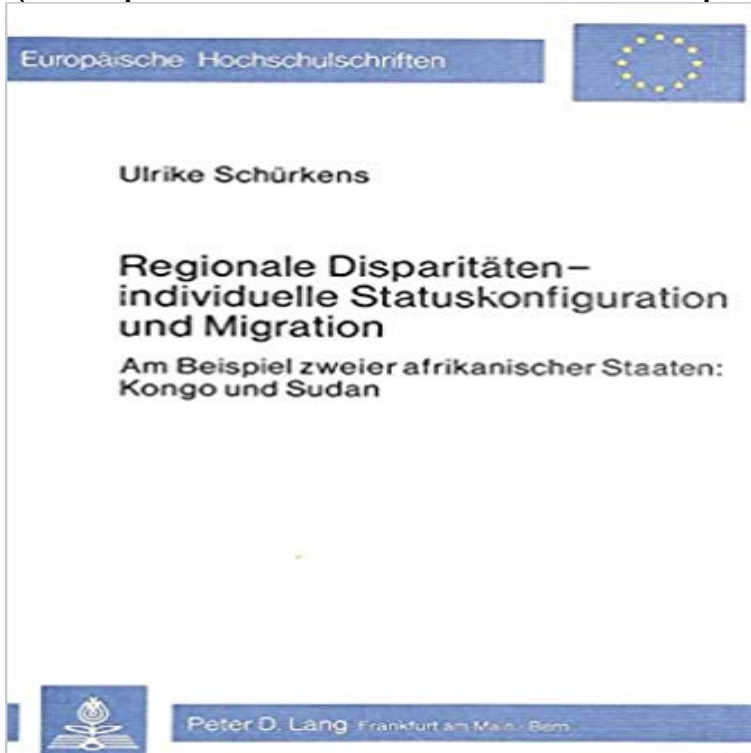 Europäische Hochschulschriften
Ulrike Schürkens
Regionale Disparitäten–
individuelle Statuskonfiguration
und Migration
Am Beispiel zweier afrikanischer Staaten:
Kongo und Sudan
Peter D. Lang Frankfurt am Main · Bern